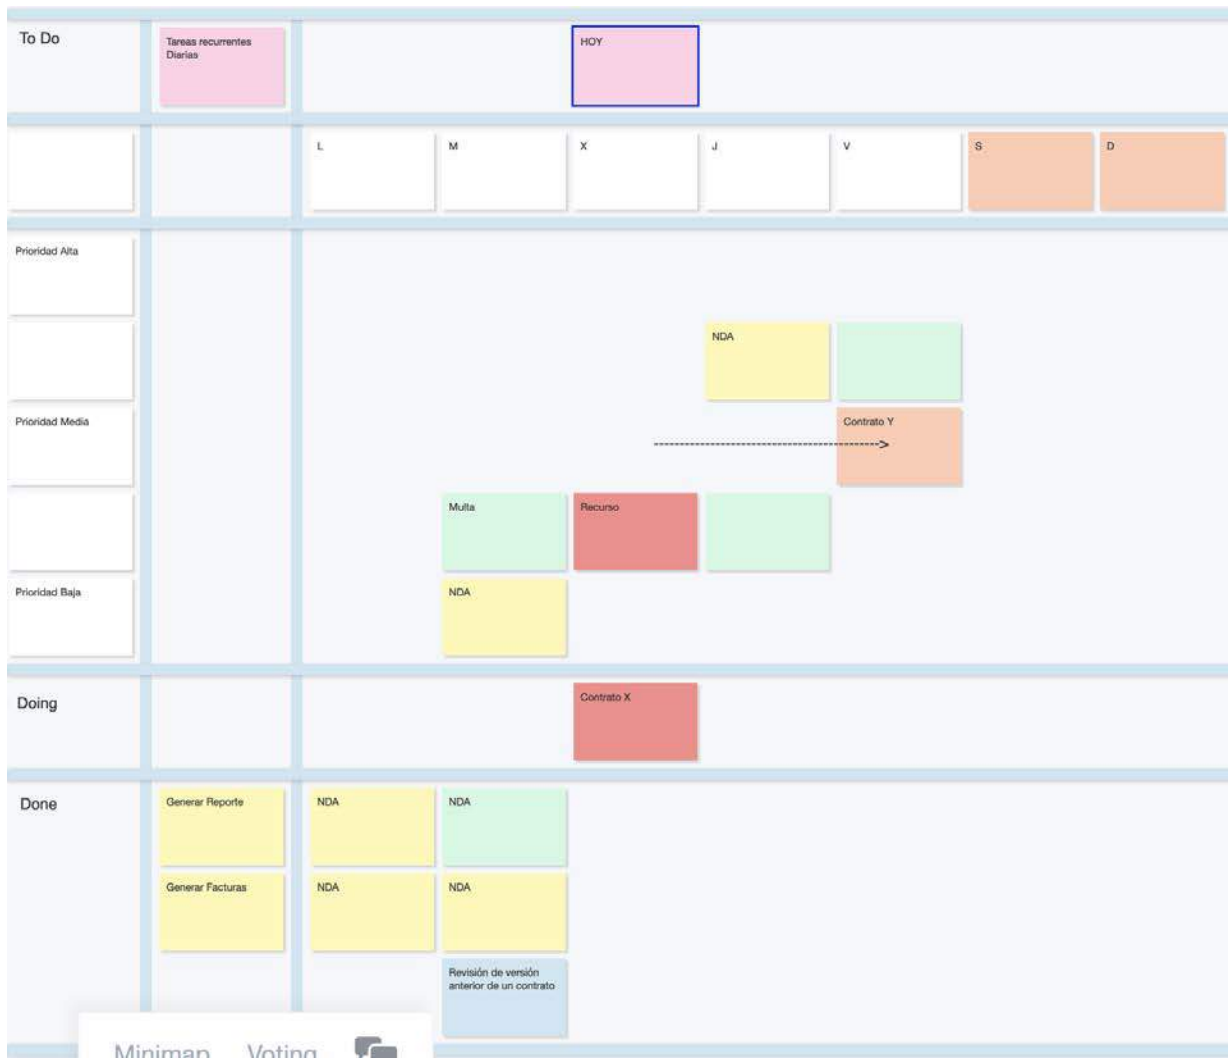 To Do
Tareas recurrentes
Diarias
HOY
L
M
X
J
V
S
D
Prioridad Alta
NDA
Prioridad Media
Contrato Y
Multa
Recurso
Prioridad Baja
NDA
Doing
Contrato X
Done
Generar Reporte
NDA
NDA
Generar Facturas
NDA
NDA
Revisión de versión
anterior de un contrato
Minimap
Voting